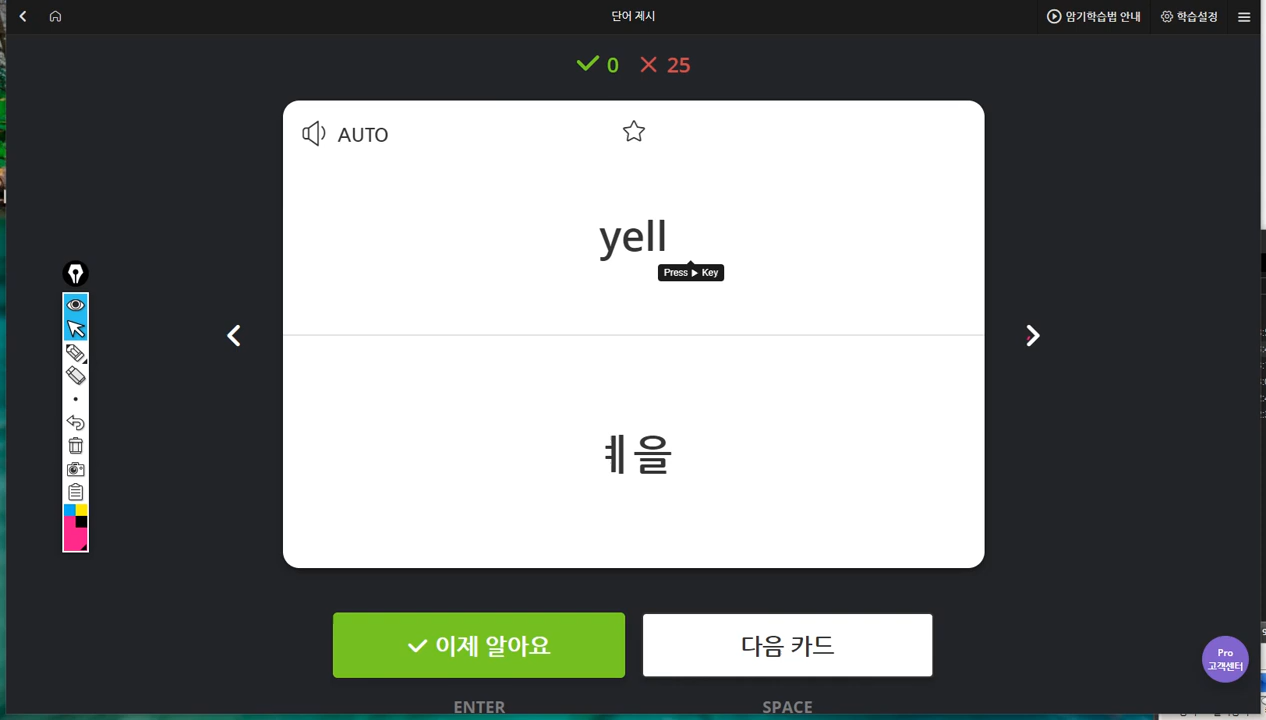 단어 제시
암기학습법 안내
학습설정
0
25
AUTO
yell
Press ▶ Key
ㅖ을
이제 알아요
다음 카드
ENTER
SPACE
Pro
고객센터